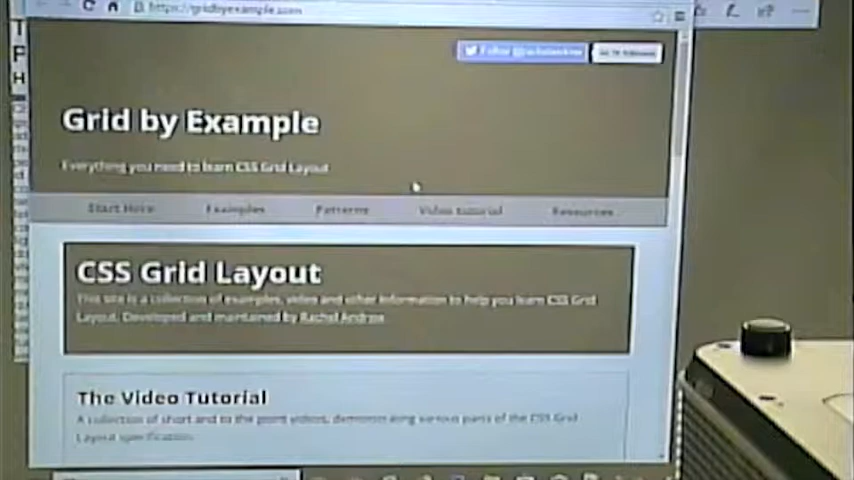 https://gridbyexample.com
Follow @rachelandrew
Grid by Example
Everything you need to learn CSS Grid Layout
Start Here Examples Patterns Video tutorial Resources
CSS Grid Layout
This site is a collection of examples, video and other information to help you learn CSS Grid
Layout. Developed and maintained by Rachel Andrew.
The Video Tutorial
A collection of short and to the point videos, demonstrating various parts of the CSS Grid
Layout specification.